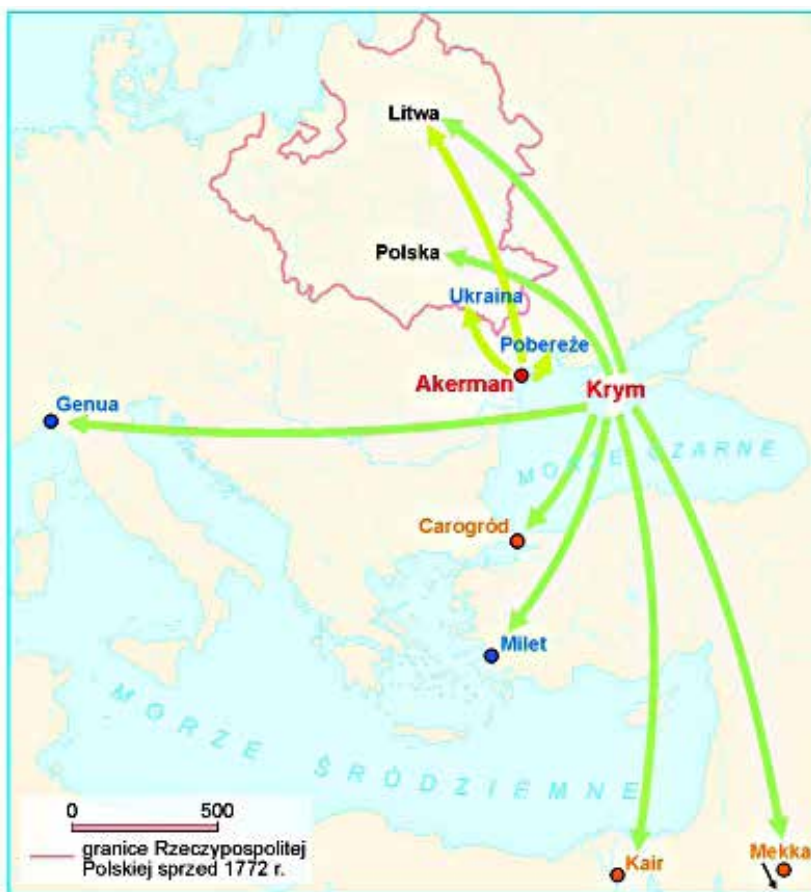 Litwa
Polska
Ukraina
Pobereże
Akerman
Krym
Genua
MORZE CZARNE
Carogród
Milet
MORZE ŚRÓDZIEMNE
0 500
granice Rzeczypospolitej
Polskiej sprzed 1772 r.
Kair
Mekka